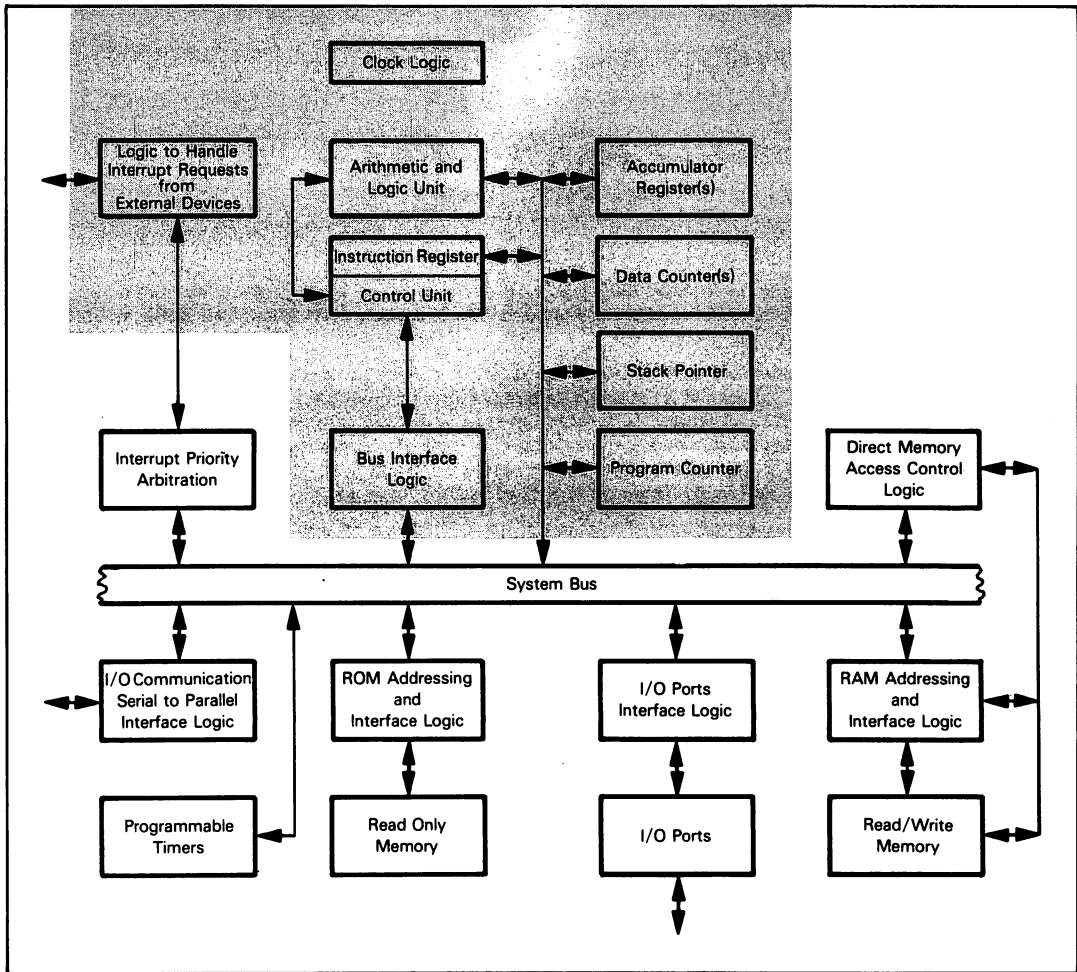 Clock Logic
Logic to Handle
Interrupt Requests
from
External Devices
Arithmetic and
Logic Unit
Accumulator
Register(s)
Instruction Register
Control Unit
Data Counter(s)
Stack Pointer
Interrupt Priority
Arbitration
Bus Interface
Logic
Program Counter
Direct Memory
Access Control
Logic
System Bus
I/O Communication
Serial to Parallel
Interface Logic
ROM Addressing
and
Interface Logic
I/O Ports
Interface Logic
RAM Addressing
and
Interface Logic
Programmable
Timers
Read Only
Memory
I/O Ports
Read/Write
Memory